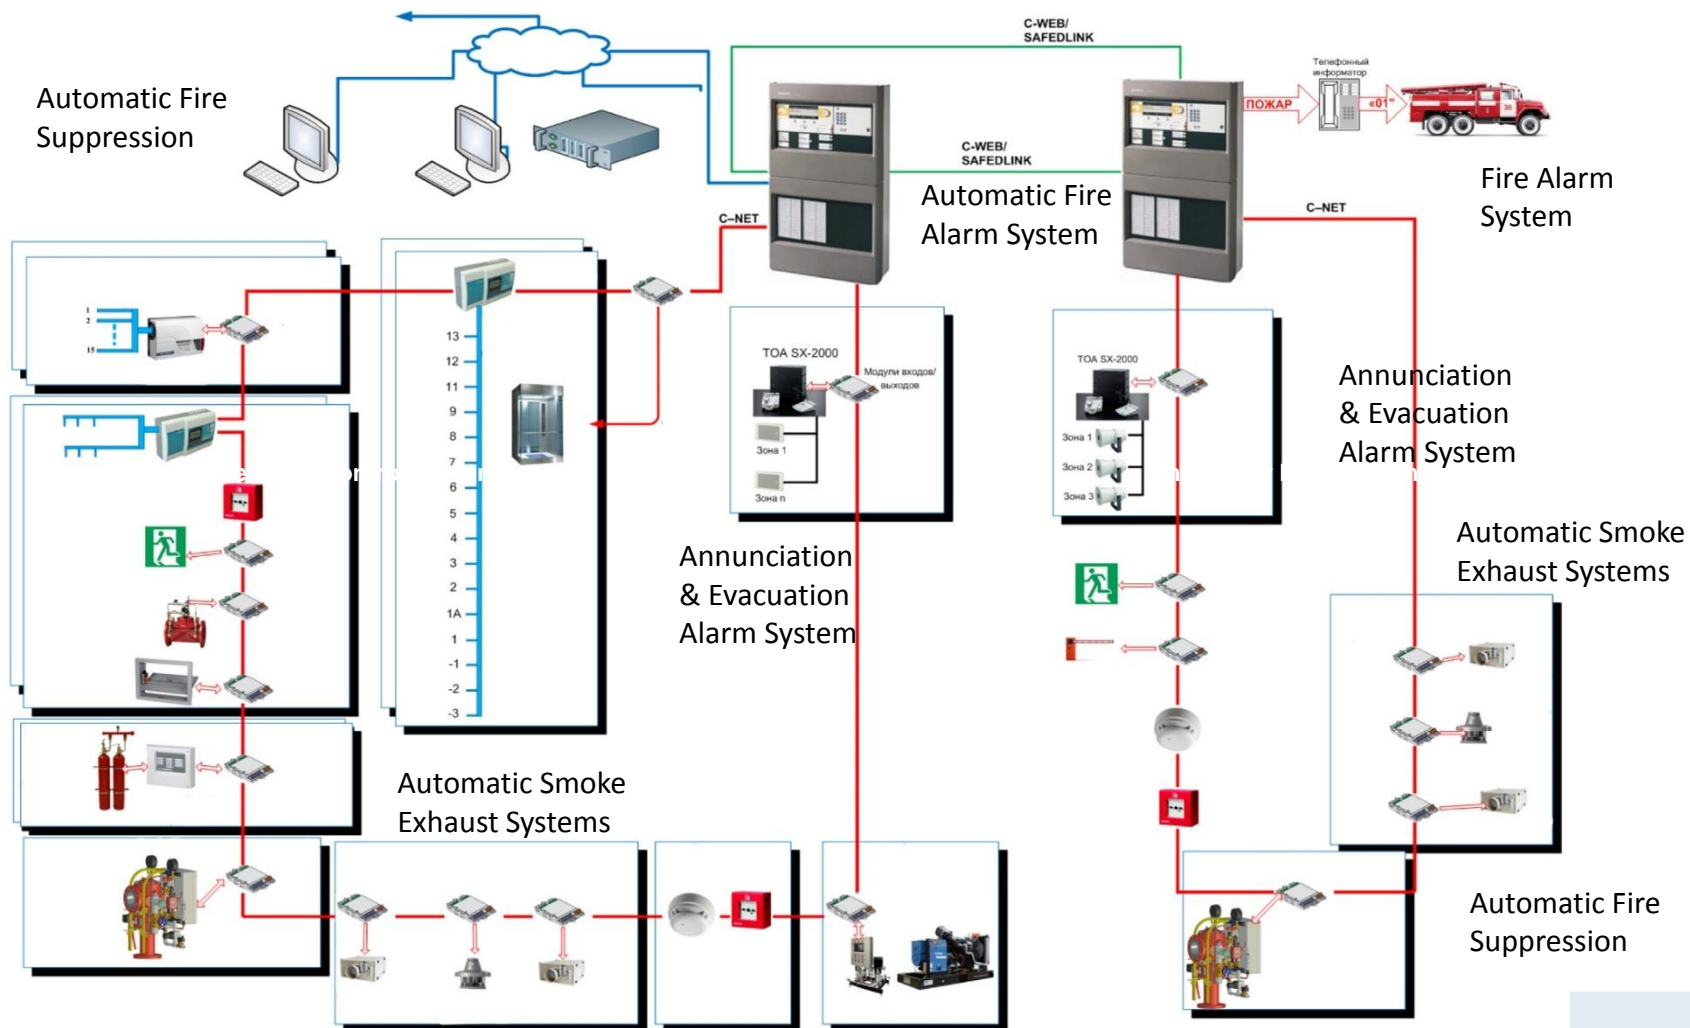 C-WEB/
SAFEDLINK
Телефонный
информатор
Automatic Fire
Suppression
ПОЖАР
«01"
C-WEB/
SAFEDLINK
Fire Alarm
System
Automatic Fire
Alarm System
C–NET
C–NET
1
2
15
13
12
11
9
8
7
6
5
4
3
2
1A
1
-1
-2
-3
TOA SX-2000
Модули входов/
выходов
Зона 1
Зона n
TOA SX-2000
Зона 1
Зона 2
Зона 3
Annunciation
& Evacuation
Alarm System
Annunciation
& Evacuation
Alarm System
Automatic Smoke
Exhaust Systems
Automatic Smoke
Exhaust Systems
Automatic Fire
Suppression